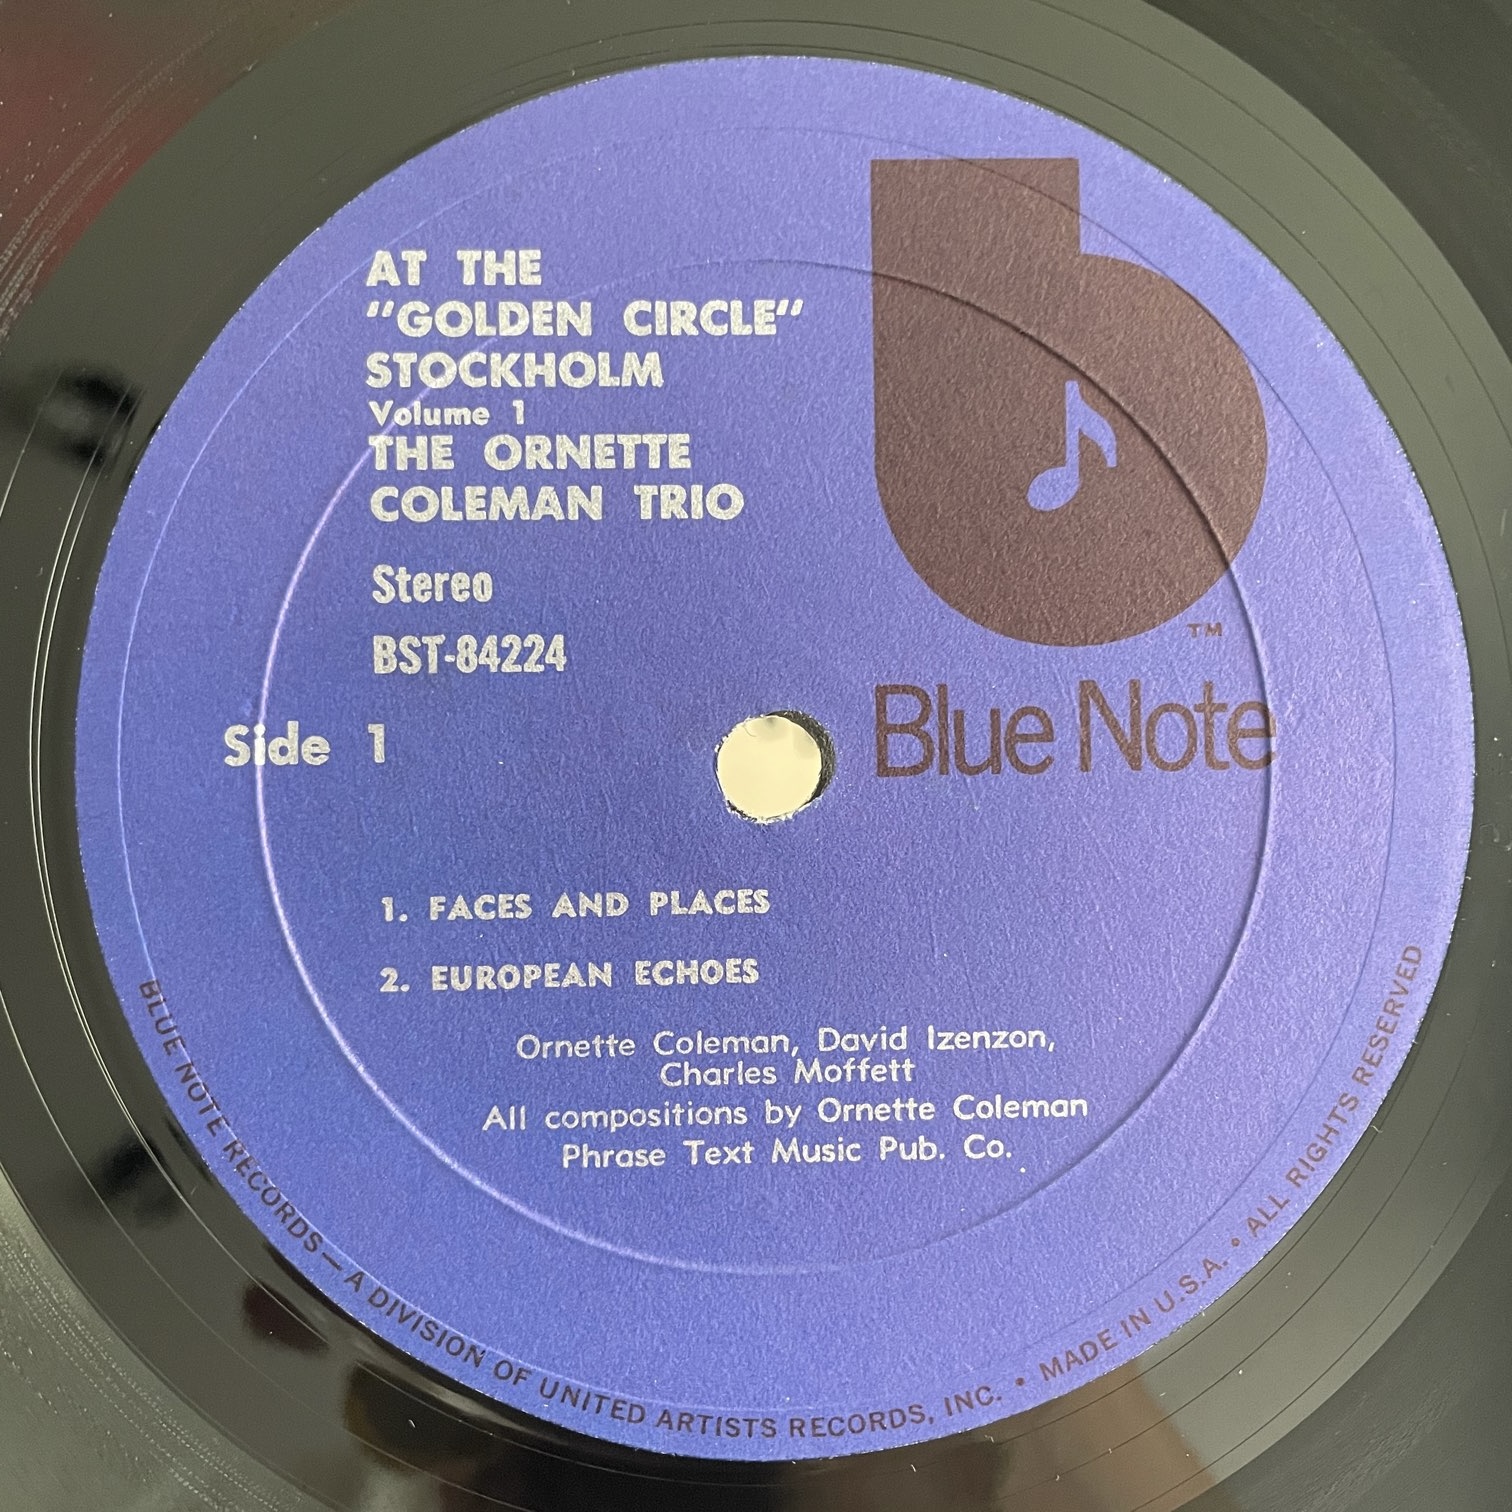 AT THE
"GOLDEN CIRCLE"
STOCKHOLM
Volume 1
THE ORNETTE
COLEMAN TRIO
Stereo
BST-84224
Side 1
TM
Blue Note
1. FACES AND PLACES
2. EUROPEAN ECHOES
Ornette Coleman, David Izenzon,
Charles Moffett
All compositions by Ornette Coleman
Phrase Text Music Pub. Co.
BLUE NOTE RECORDS — A DIVISION OF UNITED ARTISTS RECORDS, INC. • MADE IN U.S.A. • ALL RIGHTS RESERVED